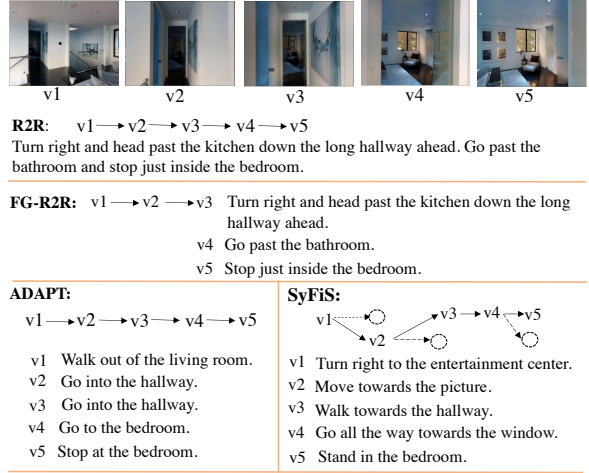 v1 v2 v3 v4 v5
R2R: v1 v2 v3 v4 v5
Turn right and head past the kitchen down the long hallway ahead. Go past the
bathroom and stop just inside the bedroom.
FG-R2R: v1 v2 v3 Turn right and head past the kitchen down the long
hallway ahead.
v4 Go past the bathroom.
v5 Stop just inside the bedroom.
ADAPT:
v1 v2 v3 v4 v5
v1 Walk out of the living room.
v2 Go into the hallway.
v3 Go into the hallway.
v4 Go to the bedroom.
v5 Stop at the bedroom.
SyFiS:
v1 v2 v3 v4 v5
v1 Turn right to the entertainment center.
v2 Move towards the picture.
v3 Walk towards the hallway.
v4 Go all the way towards the window.
v5 Stand in the bedroom.